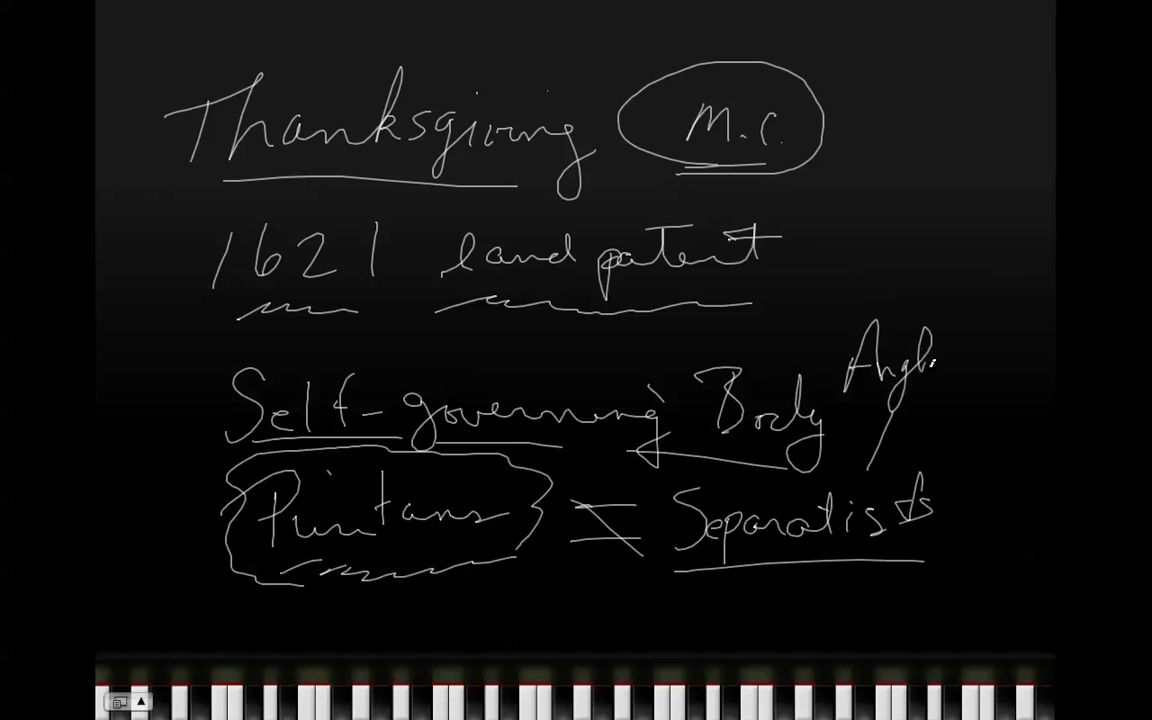 Thanksgiving M.C.
1621 land patent
Angl
Self-governing Body
Puritans ≠ Separatists